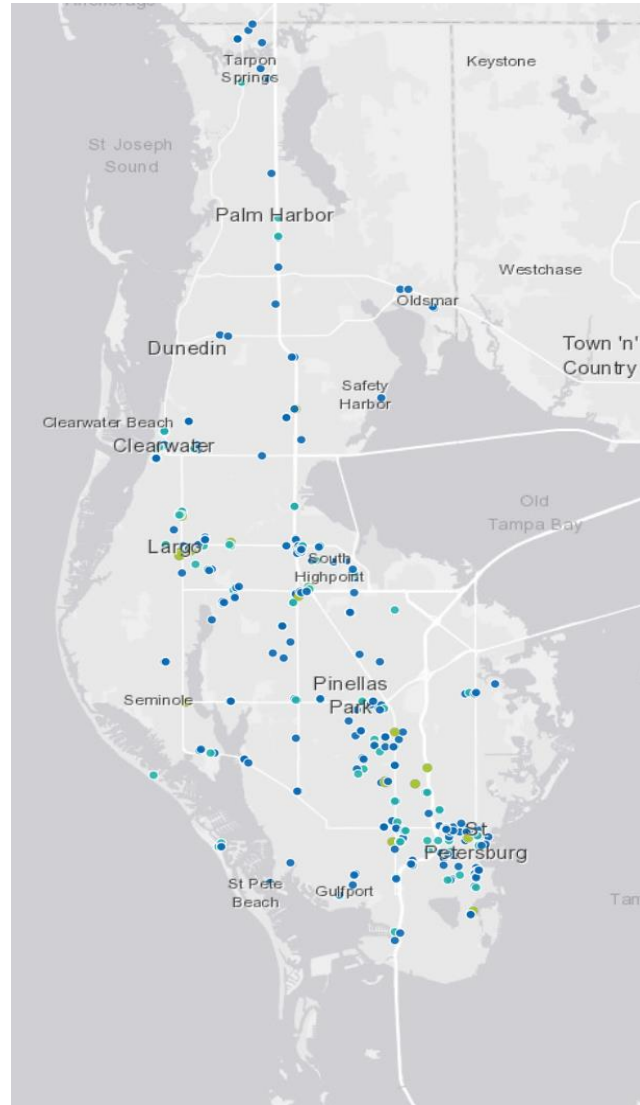 Tarpon
Springs
Keystone
St Joseph
Sound
Palm Harbor
Westchase
Oldsmar
Dunedin
Town 'n'
Country
Safety
Harbor
Clearwater Beach
Clearwater
Old
Tampa Bay
Largo
South
Highpoint
Pinellas
Park
Seminole
St
Petersburg
St Pete
Beach
Gulfport